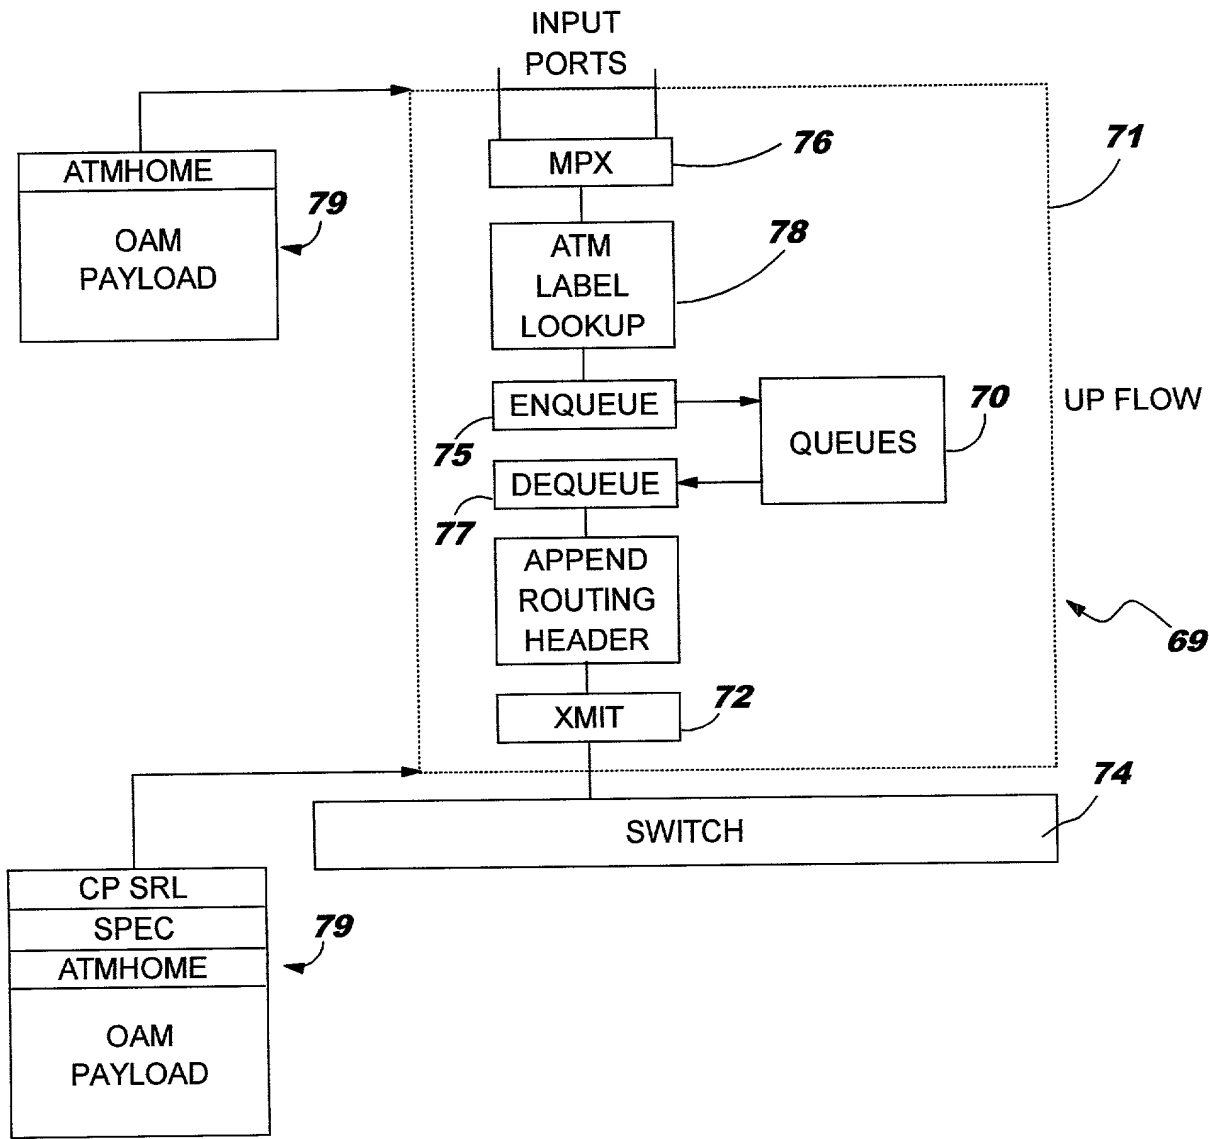 INPUT
PORTS
71
76
MPX
ATMHOME
79
OAM
PAYLOAD
78
ATM
LABEL
LOOKUP
ENQUEUE
75
QUEUES
70
UP FLOW
DEQUEUE
77
APPEND
ROUTING
HEADER
69
XMIT
72
74
SWITCH
CP SRL
SPEC
ATMHOME
79
OAM
PAYLOAD